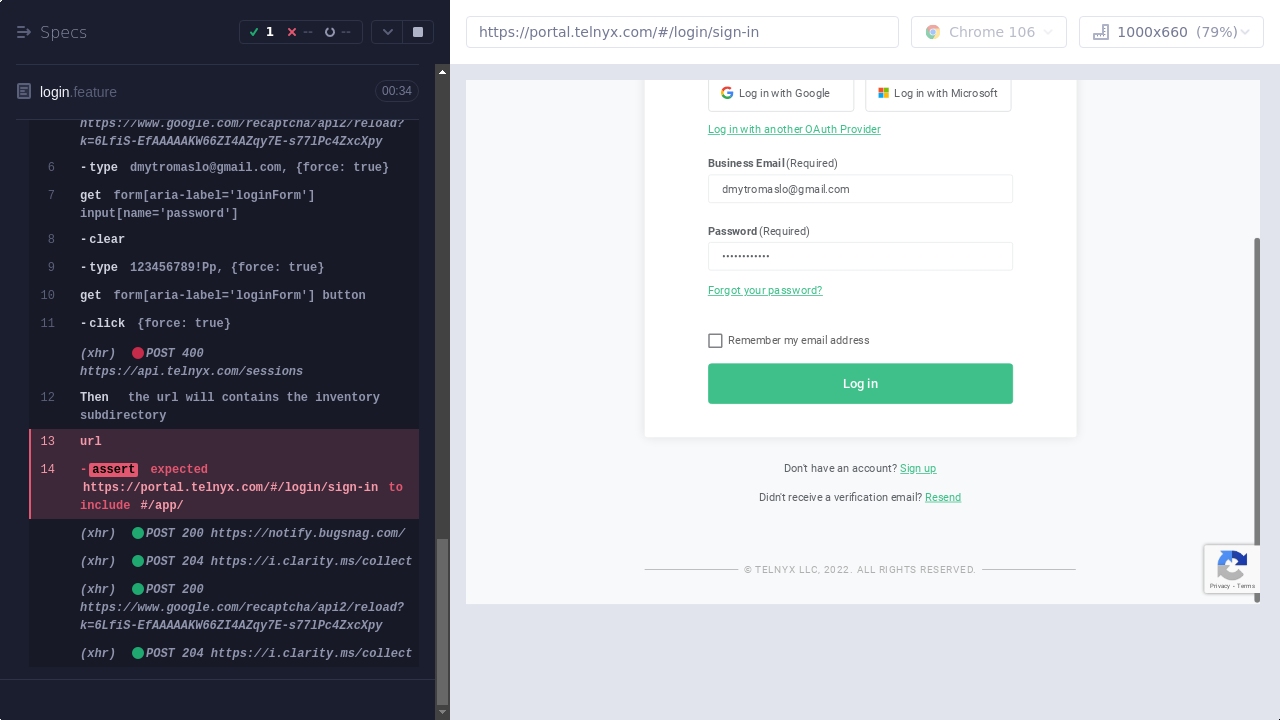 Specs
1
--
--
https://portal.telnyx.com/#/login/sign-in
Chrome 106
1000x660 (79%)
login.feature
00:34
https://www.google.com/recaptcha/api2/reload?
k=6LfiS-EfAAAAAKW66ZI4AZqy7E-s77lPc4ZxcXpy
6 -type dmytromaslo@gmail.com, {force: true}
7 get form[aria-label='loginForm']
input[name='password']
8 -clear
9 -type 123456789!Pp, {force: true}
10 get form[aria-label='loginForm'] button
11 -click {force: true}
(xhr) POST 400
https://api.telnyx.com/sessions
12 Then the url will contains the inventory
subdirectory
13 url
14 -assert expected
https://portal.telnyx.com/#/login/sign-in to
include #/app/
(xhr) POST 200 https://notify.bugsnag.com/
(xhr) POST 204 https://i.clarity.ms/collect
(xhr) POST 200
https://www.google.com/recaptcha/api2/reload?
k=6LfiS-EfAAAAAKW66ZI4AZqy7E-s77lPc4ZxcXpy
(xhr) POST 204 https://i.clarity.ms/collect
Log in with Google
Log in with Microsoft
Log in with another OAuth Provider
Business Email (Required)
dmytromaslo@gmail.com
Password (Required)
••••••••••••
Forgot your password?
Remember my email address
Log in
Don't have an account? Sign up
Didn't receive a verification email? Resend
© TELNYX LLC, 2022. ALL RIGHTS RESERVED.
Privacy - Terms